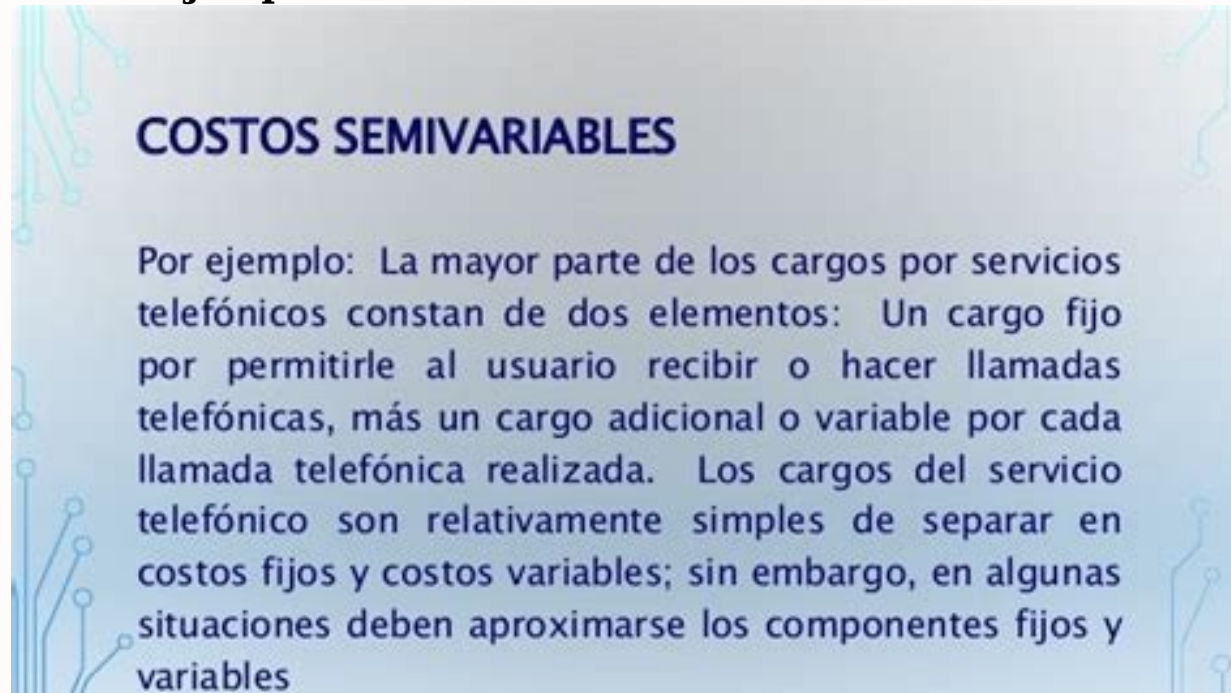 COSTOS SEMIVARIABLES
Por ejemplo: La mayor parte de los cargos por servicios
telefónicos constan de dos elementos: Un cargo fijo
por permitirle al usuario recibir o hacer llamadas
telefónicas, más un cargo adicional o variable por cada
llamada telefónica realizada. Los cargos del servicio
telefónico son relativamente simples de separar en
costos fijos y costos variables; sin embargo, en algunas
situaciones deben aproximarse los componentes fijos y
variables